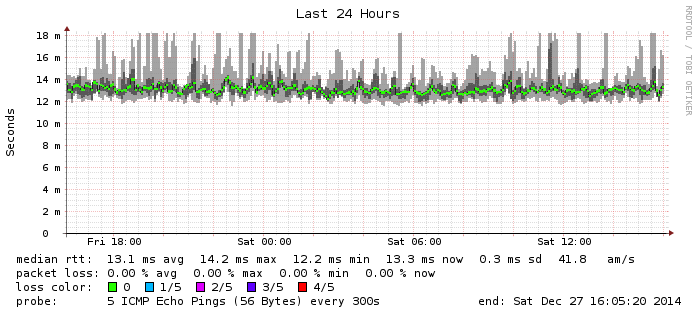 Last 24 Hours
RRDTOOL / TOBI OETIKER
Seconds
18 m
16 m
14 m
12 m
10 m
8 m
6 m
4 m
2 m
0
Fri 18:00 Sat 00:00 Sat 06:00 Sat 12:00
median rtt: 13.1 ms avg 14.2 ms max 12.2 ms min 13.3 ms now 0.3 ms sd 41.8 am/s
packet loss: 0.00 % avg 0.00 % max 0.00 % min 0.00 % now
loss color: 0 1/5 2/5 3/5 4/5
probe: 5 ICMP Echo Pings (56 Bytes) every 300s end: Sat Dec 27 16:05:20 2014